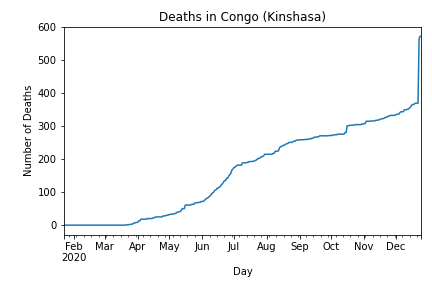 Deaths in Congo (Kinshasa)
600
500
400
300
200
100
0
Number of Deaths
Feb Mar Apr May Jun Jul Aug Sep Oct Nov Dec
2020
Day